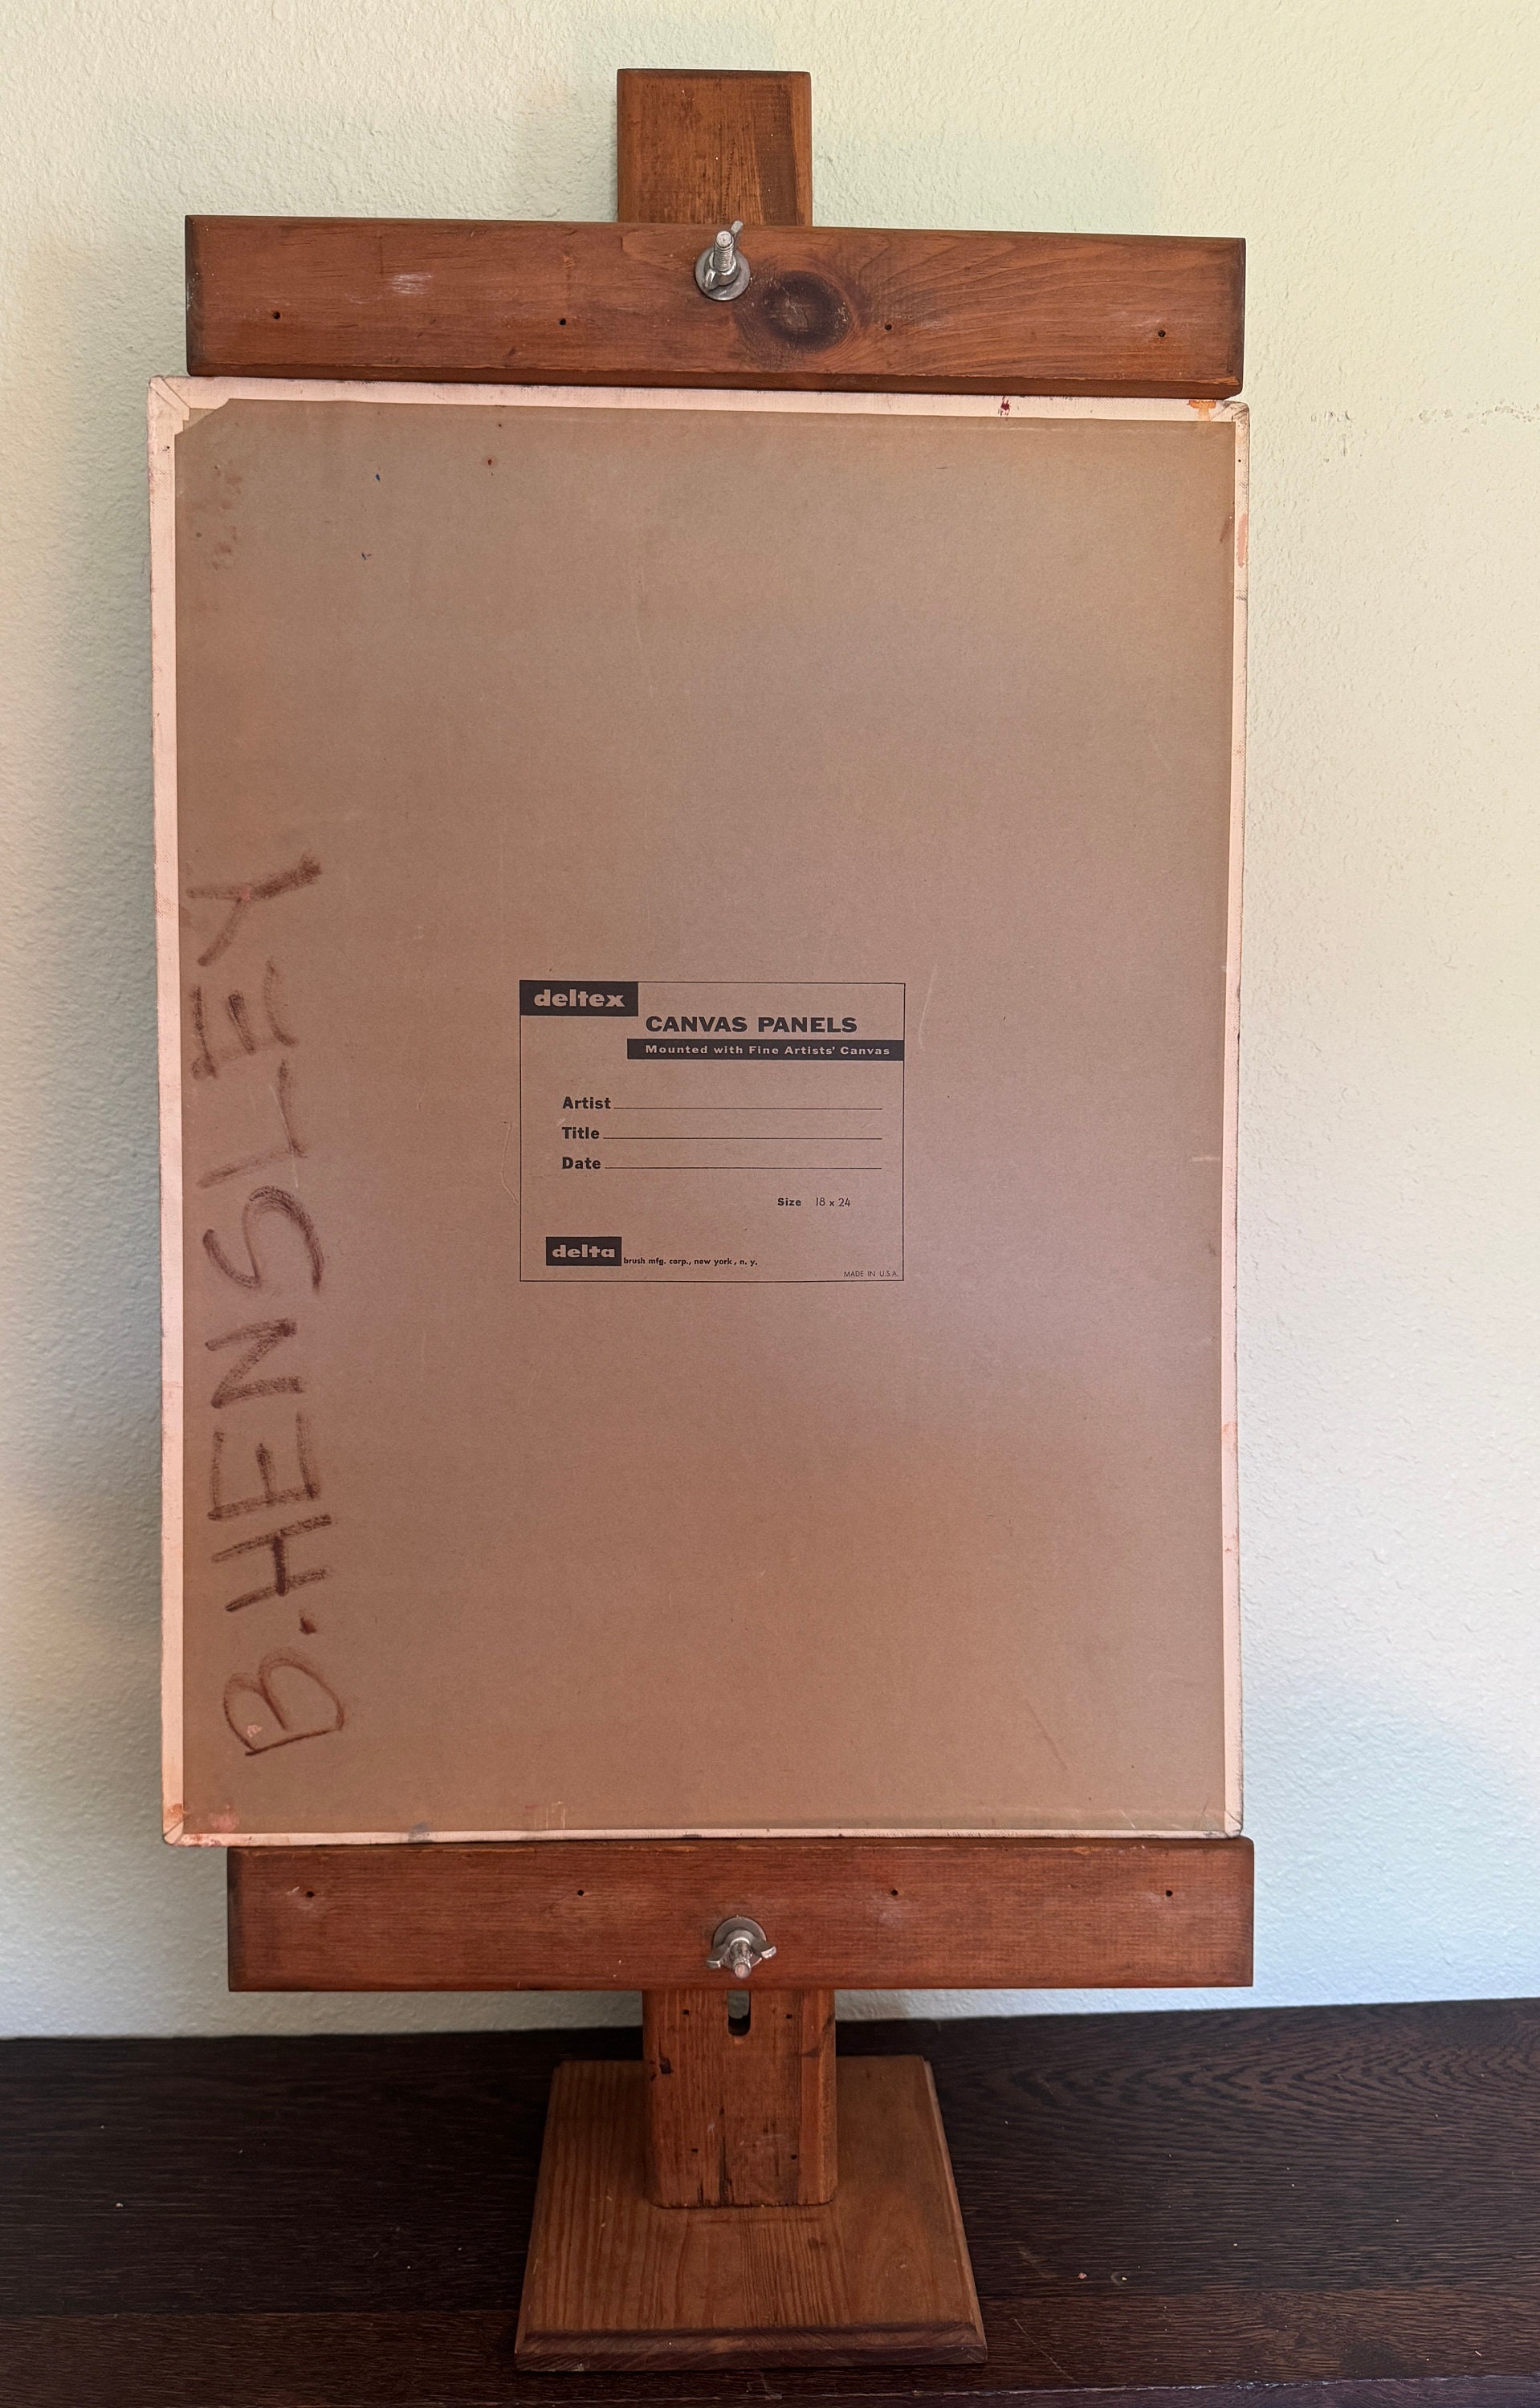 B. HENSLEY
deltex
CANVAS PANELS
Mounted with Fine Artists' Canvas
Artist
Title
Date
Size 18 x 24
delta brush mfg. corp., new york, n. y.
MADE IN U.S.A.